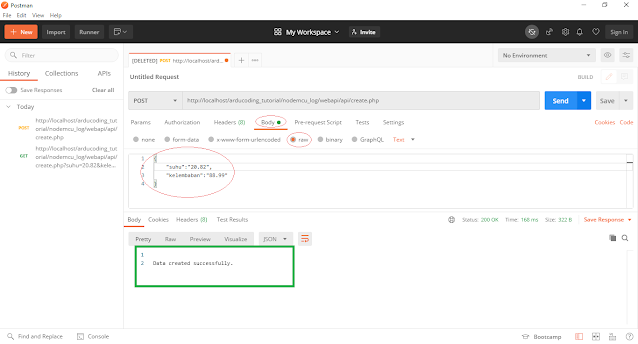 Postman
File Edit View Help
+ New Import Runner My Workspace Invite Sign In
Filter
History Collections APIs
Save Responses Clear all
Today
POST http://localhost/arducoding_tut
orial/nodemcu_log/webapi/api/
create.php
GET http://localhost/arducoding_tut
orial/nodemcu_log/webapi/api/
create.php?suhu=20.82&kele...
[DELETED] POST http://localhost/ard... + ••• No Environment
Untitled Request BUILD
POST http://localhost/arducoding_tutorial/nodemcu_log/webapi/api/create.php Send Save
Params Authorization Headers (8) Body Pre-request Script Tests Settings Cookies Code
none form-data x-www-form-urlencoded raw binary GraphQL Text
1
2 "suhu":"20.82",
3 "kelembaban":"88.99"
4
Body Cookies Headers (8) Test Results Status: 200 OK Time: 168 ms Size: 322 B Save Response
Pretty Raw Preview Visualize JSON
1
2 Data created successfully.
Find and Replace Console Bootcamp